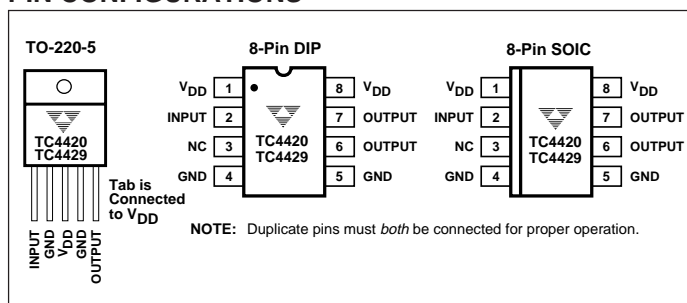 PIN CONFIGURATIONS
TO-220-5
TC4420
TC4429
Tab is
Connected
to VDD
INPUT
GND
VDD
GND
OUTPUT
8-Pin DIP
VDD 1
INPUT 2
NC 3
GND 4
TC4420
TC4429
8 VDD
7 OUTPUT
6 OUTPUT
5 GND
8-Pin SOIC
VDD 1
INPUT 2
NC 3
GND 4
TC4420
TC4429
8 VDD
7 OUTPUT
6 OUTPUT
5 GND
NOTE: Duplicate pins must both be connected for proper operation.